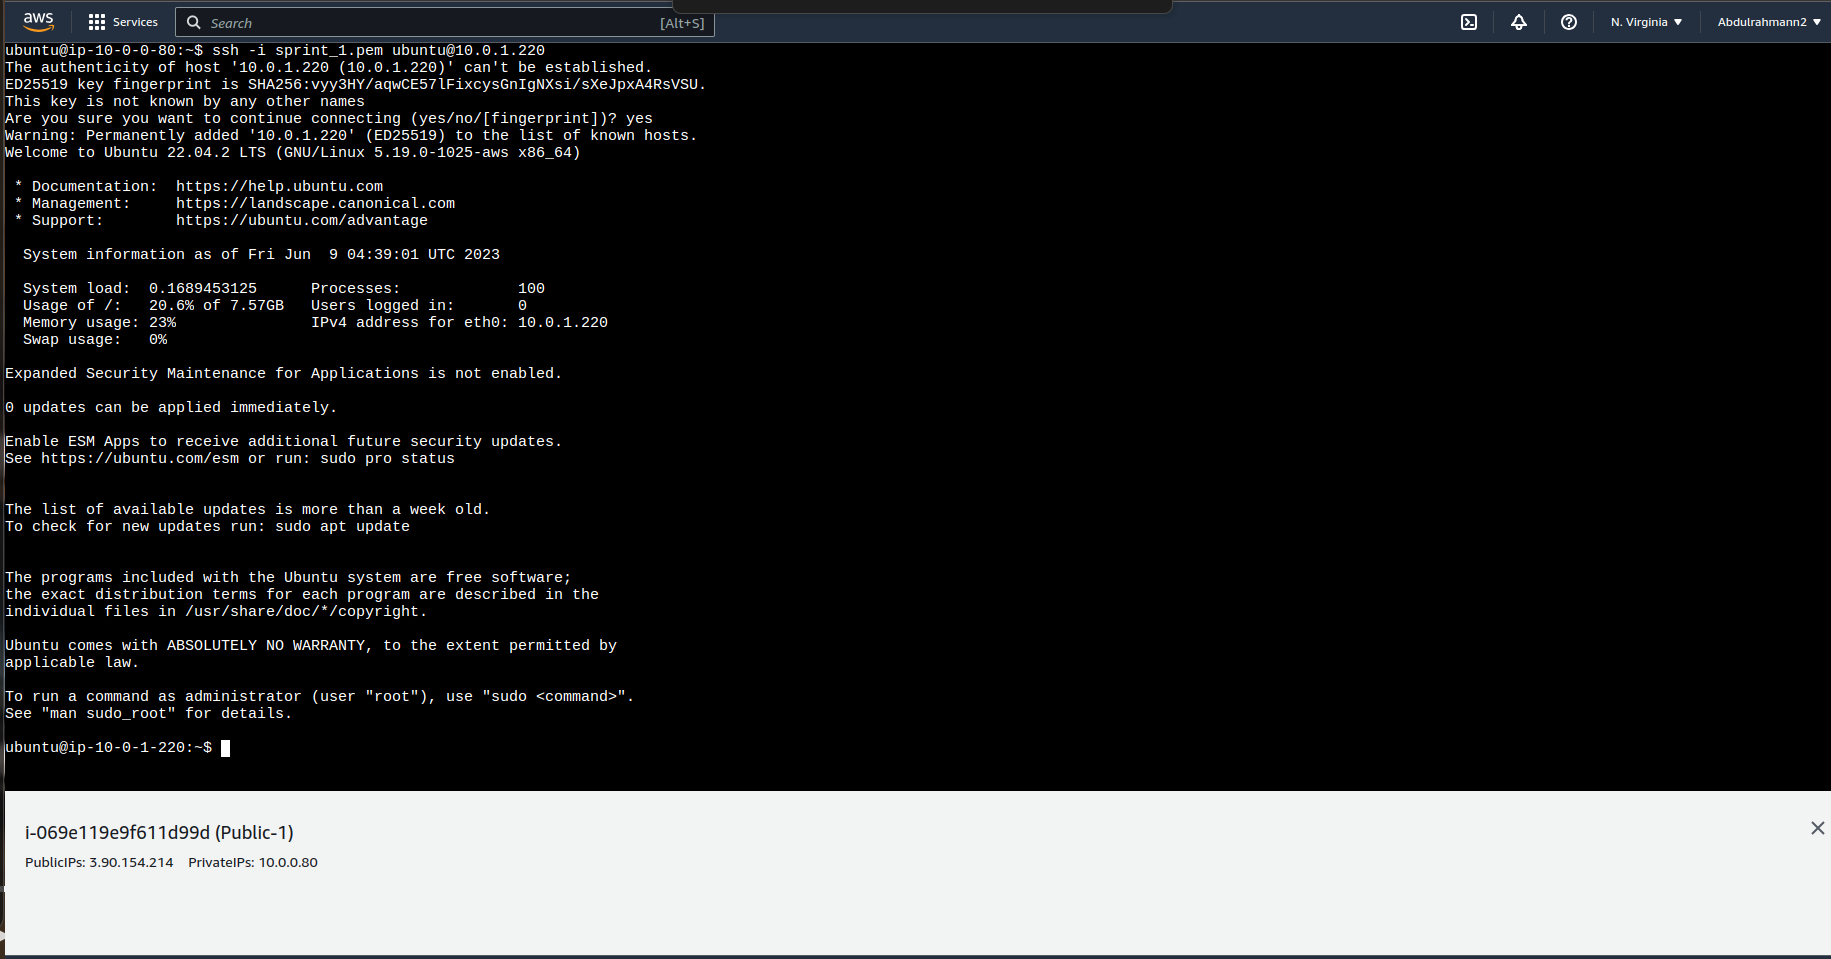 aws
Services
Search [Alt+S]
N. Virginia
Abdulrahmann2
ubuntu@ip-10-0-0-80:~$ ssh -i sprint_1.pem ubuntu@10.0.1.220
The authenticity of host '10.0.1.220 (10.0.1.220)' can't be established.
ED25519 key fingerprint is SHA256:vyy3HY/aqwCE57lFixcysGnIgNXsi/sXeJpxA4RsVSU.
This key is not known by any other names
Are you sure you want to continue connecting (yes/no/[fingerprint])? yes
Warning: Permanently added '10.0.1.220' (ED25519) to the list of known hosts.
Welcome to Ubuntu 22.04.2 LTS (GNU/Linux 5.19.0-1025-aws x86_64)
* Documentation:  https://help.ubuntu.com
* Management:     https://landscape.canonical.com
* Support:        https://ubuntu.com/advantage
System information as of Fri Jun  9 04:39:01 UTC 2023
System load:  0.1689453125      Processes:             100
Usage of /:   20.6% of 7.57GB   Users logged in:       0
Memory usage: 23%               IPv4 address for eth0: 10.0.1.220
Swap usage:   0%
Expanded Security Maintenance for Applications is not enabled.
0 updates can be applied immediately.
Enable ESM Apps to receive additional future security updates.
See https://ubuntu.com/esm or run: sudo pro status
The list of available updates is more than a week old.
To check for new updates run: sudo apt update
The programs included with the Ubuntu system are free software;
the exact distribution terms for each program are described in the
individual files in /usr/share/doc/*/copyright.
Ubuntu comes with ABSOLUTELY NO WARRANTY, to the extent permitted by
applicable law.
To run a command as administrator (user "root"), use "sudo <command>".
See "man sudo_root" for details.
ubuntu@ip-10-0-1-220:~$
i-069e119e9f611d99d (Public-1)
PublicIPs: 3.90.154.214 PrivateIPs: 10.0.0.80